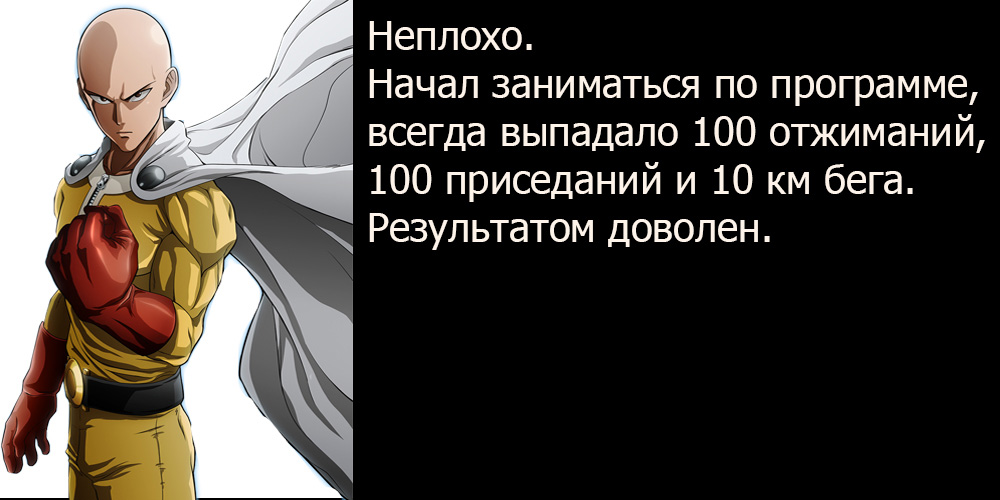 Неплохо.
Начал заниматься по программе,
всегда выпадало 100 отжиманий,
100 приседаний и 10 км бега.
Результатом доволен.